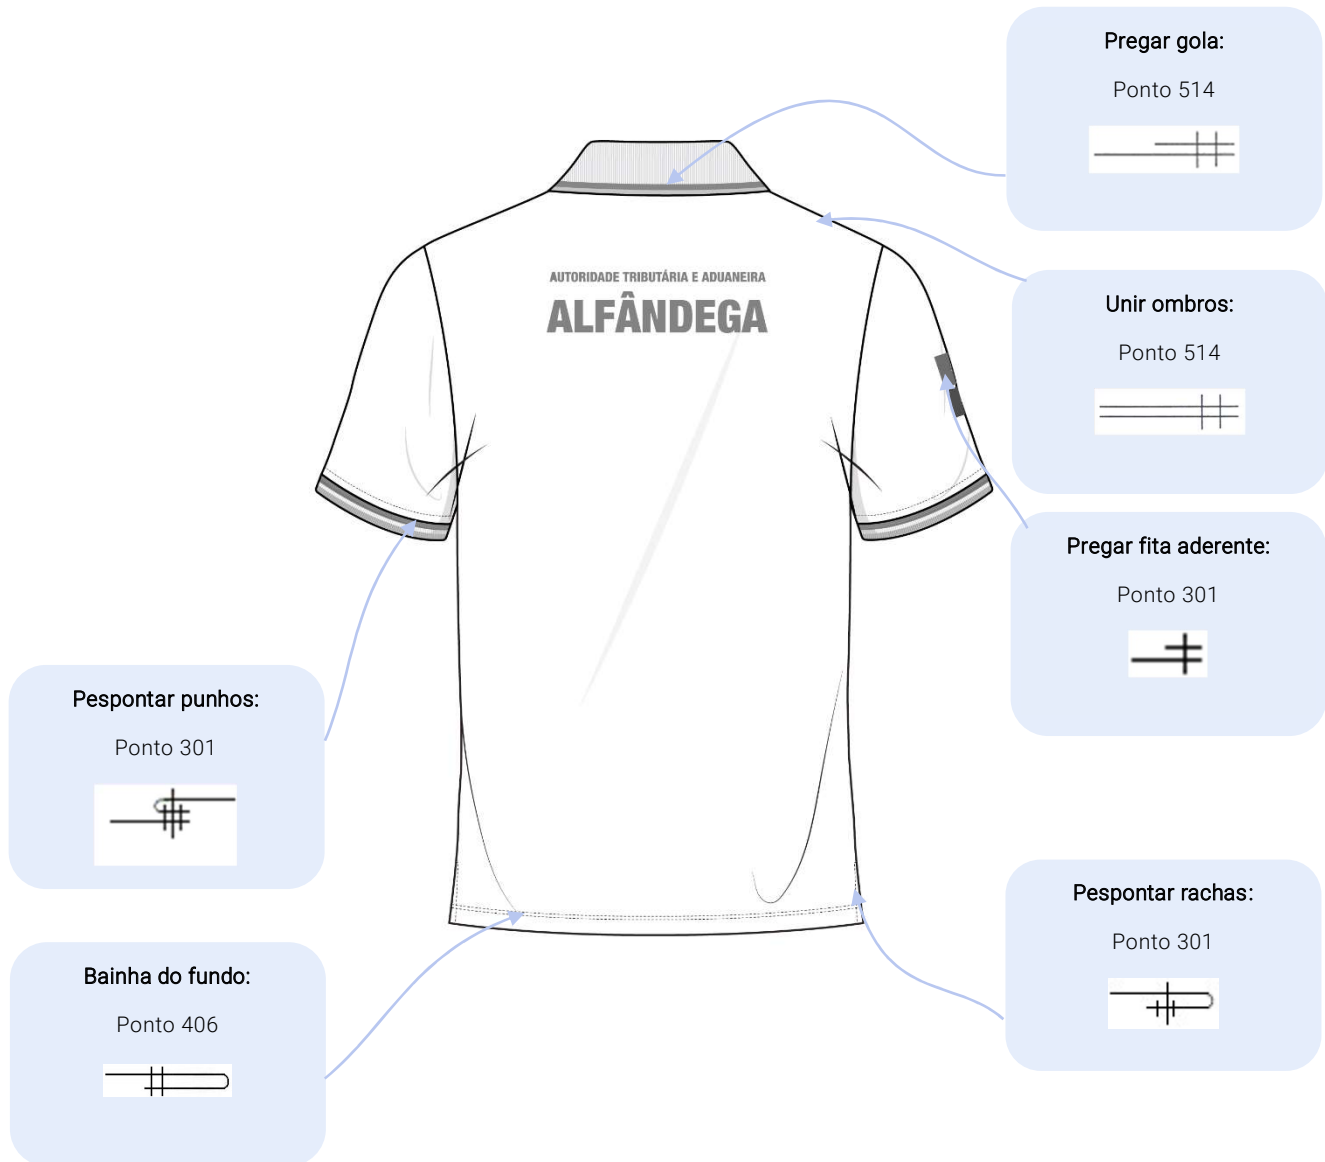 Pregar gola:
Ponto 514
AUTORIDADE TRIBUTÁRIA E ADUANEIRA
ALFÂNDEGA
Unir ombros:
Ponto 514
Pregar fita aderente:
Ponto 301
Pespontar punhos:
Ponto 301
Pespontar rachas:
Ponto 301
Bainha do fundo:
Ponto 406